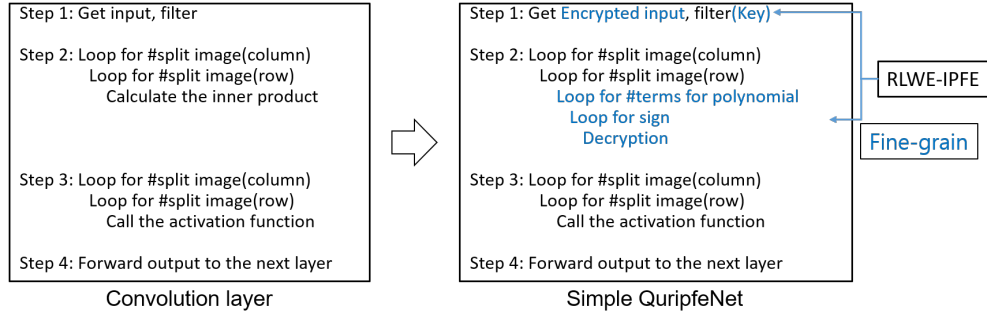 Step 1: Get input, filter
Step 2: Loop for #split image(column)
Loop for #split image(row)
Calculate the inner product
Step 3: Loop for #split image(column)
Loop for #split image(row)
Call the activation function
Step 4: Forward output to the next layer
Convolution layer
Step 1: Get Encrypted input, filter(Key)
Step 2: Loop for #split image(column)
Loop for #split image(row)
Loop for #terms for polynomial
Loop for sign
Decryption
Step 3: Loop for #split image(column)
Loop for #split image(row)
Call the activation function
Step 4: Forward output to the next layer
Simple QuripfeNet
RLWE-IPFE
Fine-grain